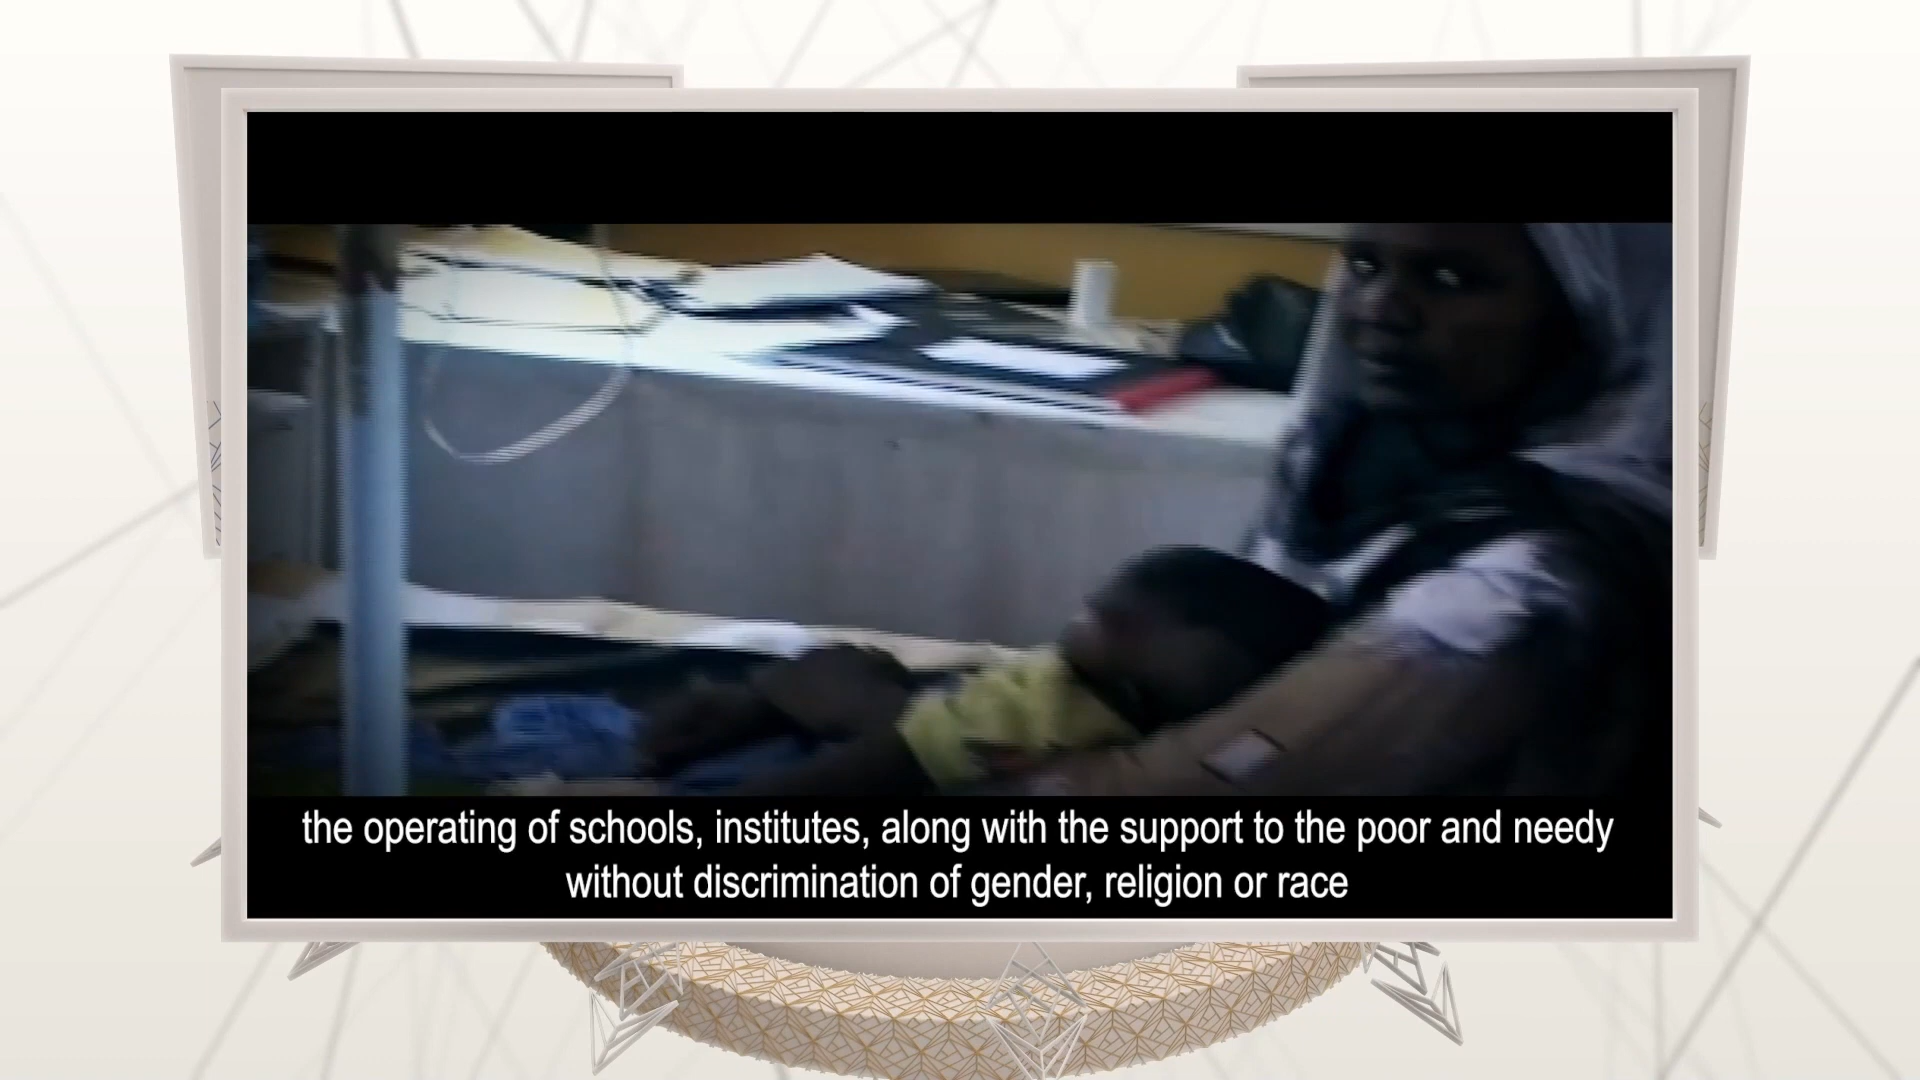 the operating of schools, institutes, along with the support to the poor and needy
without discrimination of gender, religion or race